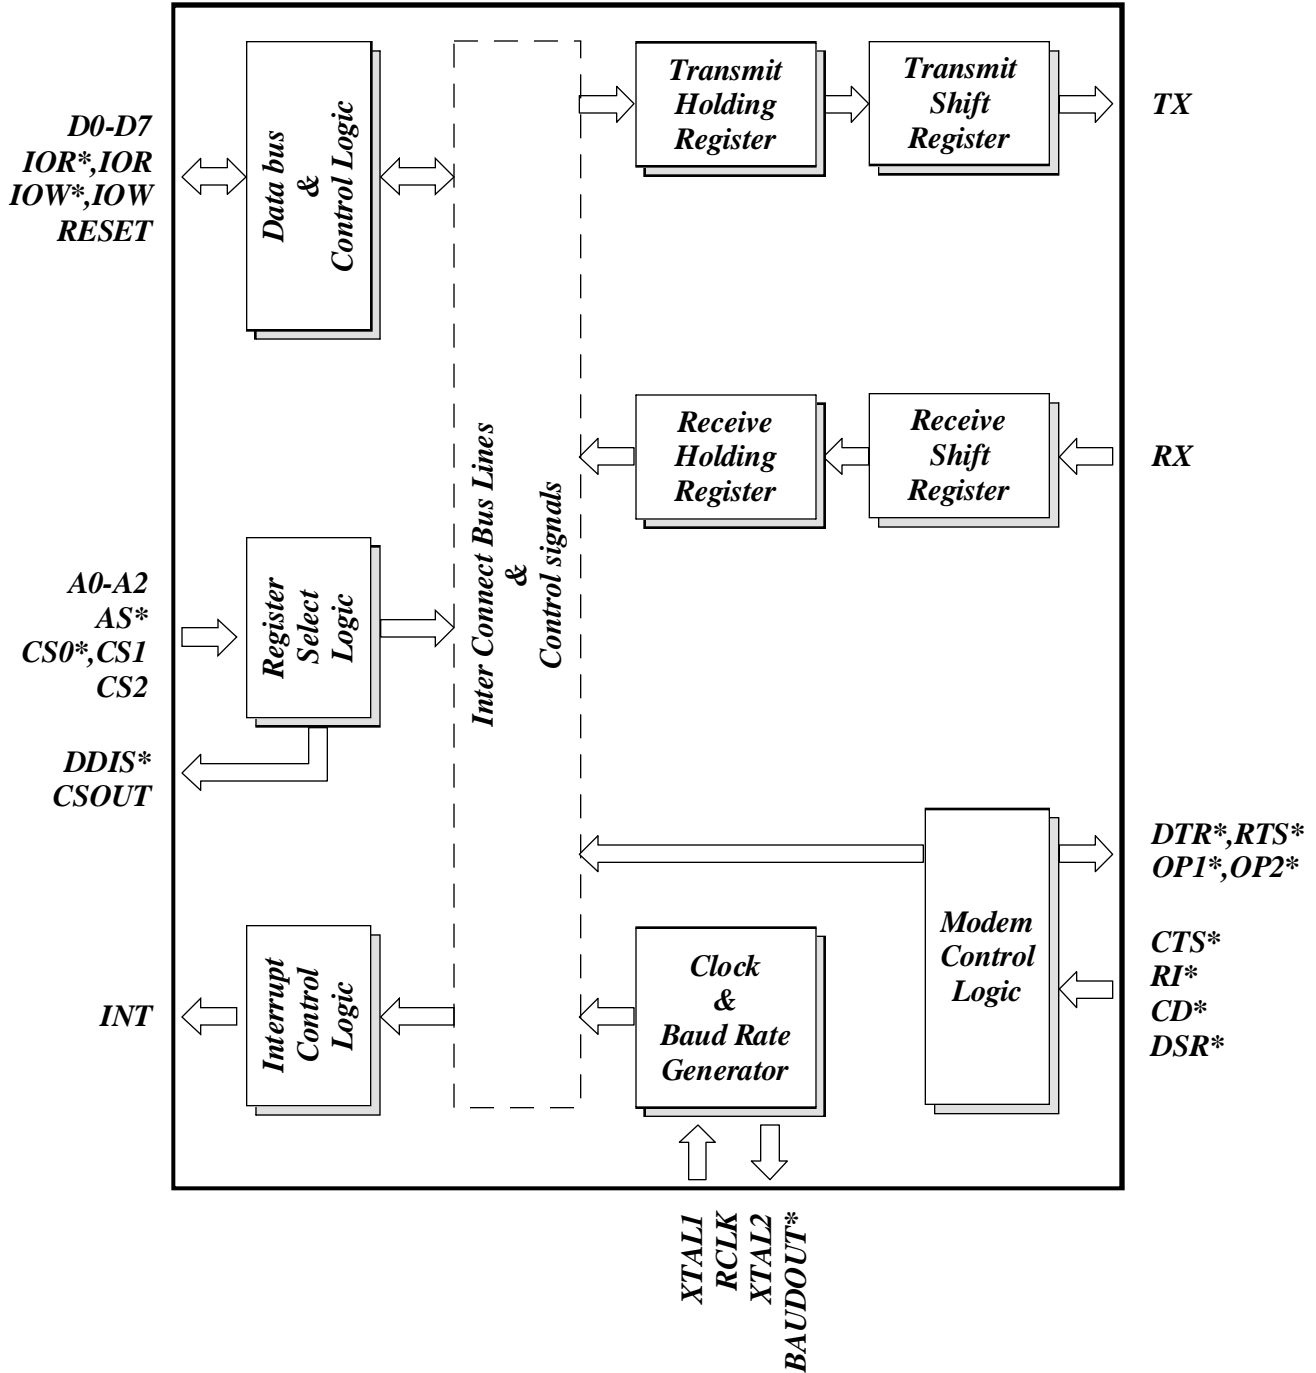 D0-D7
IOR*,IOR
IOW*,IOW
RESET
Data bus
&
Control Logic
Transmit
Holding
Register
Transmit
Shift
Register
TX
Inter Connect Bus Lines
&
Control signals
Receive
Holding
Register
Receive
Shift
Register
RX
A0-A2
AS*
CS0*,CS1
CS2
Register
Select
Logic
DDIS*
CSOUT
DTR*,RTS*
OP1*,OP2*
Modem
Control
Logic
CTS*
RI*
CD*
DSR*
INT
Interrupt
Control
Logic
Clock
&
Baud Rate
Generator
XTAL1
RCLK
XTAL2
BAUDOUT*